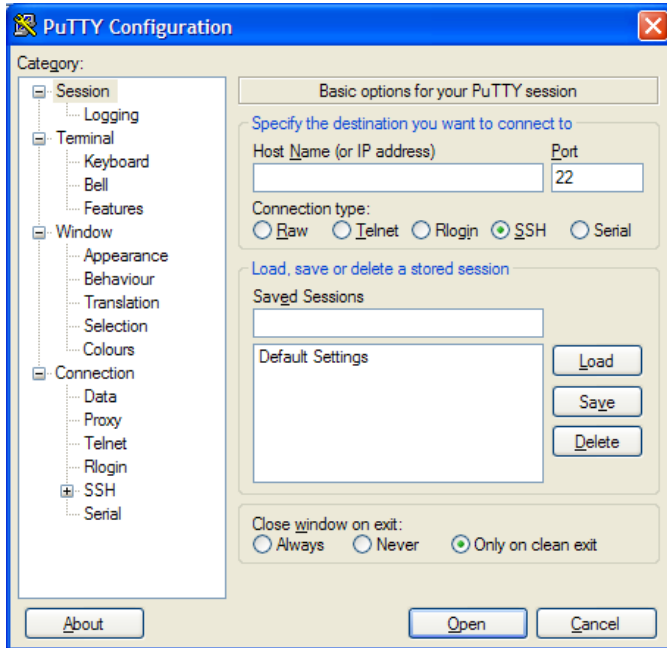 PuTTY Configuration
Category:
Session
Logging
Terminal
Keyboard
Bell
Features
Window
Appearance
Behaviour
Translation
Selection
Colours
Connection
Data
Proxy
Telnet
Rlogin
SSH
Serial
Basic options for your PuTTY session
Specify the destination you want to connect to
Host Name (or IP address) Port
22
Connection type:
Raw Telnet Rlogin SSH Serial
Load, save or delete a stored session
Saved Sessions
Default Settings
Load
Save
Delete
Close window on exit:
Always Never Only on clean exit
About Open Cancel